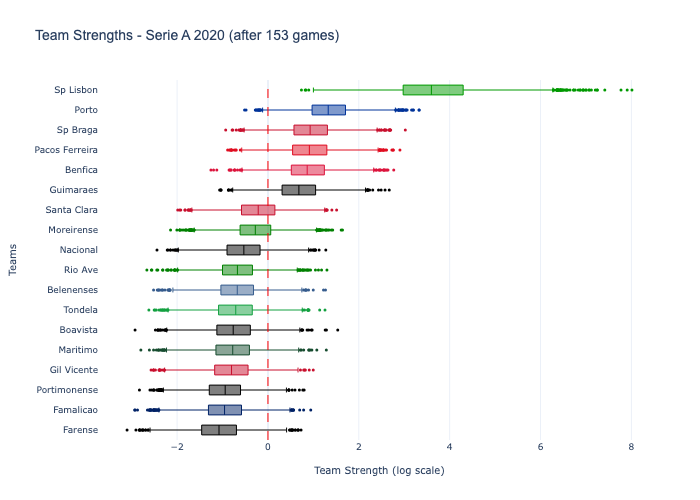 Team Strengths - Serie A 2020 (after 153 games)
Sp Lisbon
Porto
Sp Braga
Pacos Ferreira
Benfica
Guimaraes
Santa Clara
Moreirense
Nacional
Rio Ave
Belenenses
Tondela
Boavista
Maritimo
Gil Vicente
Portimonense
Famalicao
Farense
Teams
−2 0 2 4 6 8
Team Strength (log scale)